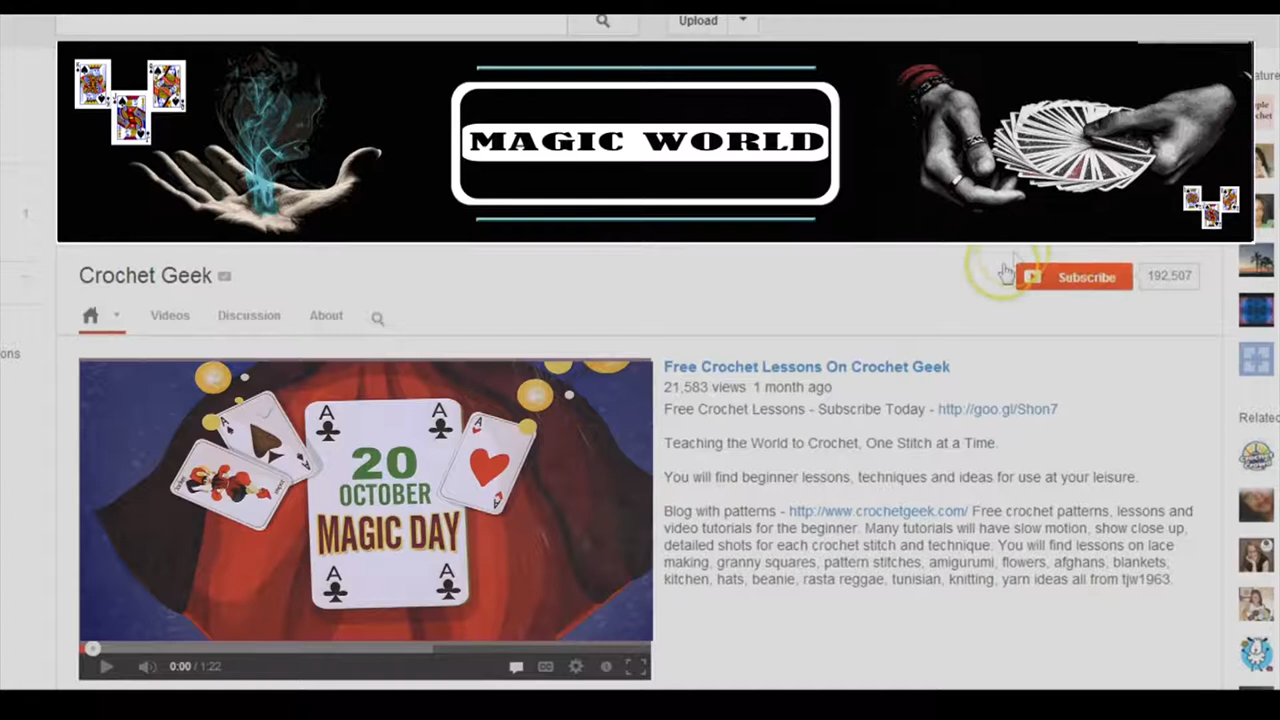 Upload
MAGIC WORLD
Crochet Geek
Subscribe 192,507
Videos Discussion About
Free Crochet Lessons On Crochet Geek
21,583 views 1 month ago
Free Crochet Lessons - Subscribe Today - http://goo.gl/Shon7
Teaching the World to Crochet, One Stitch at a Time.
You will find beginner lessons, techniques and ideas for use at your leisure.
Blog with patterns - http://www.crochetgeek.com/ Free crochet patterns, lessons and
video tutorials for the beginner. Many tutorials will have slow motion, show close up,
detailed shots for each crochet stitch and technique. You will find lessons on lace
making, granny squares, pattern stitches, amigurumi, flowers, afghans, blankets,
kitchen, hats, beanie, rasta reggae, tunisian, knitting, yarn ideas all from tjw1963.
A A
20
OCTOBER
MAGIC DAY
A A
0:00 / 1:22
1